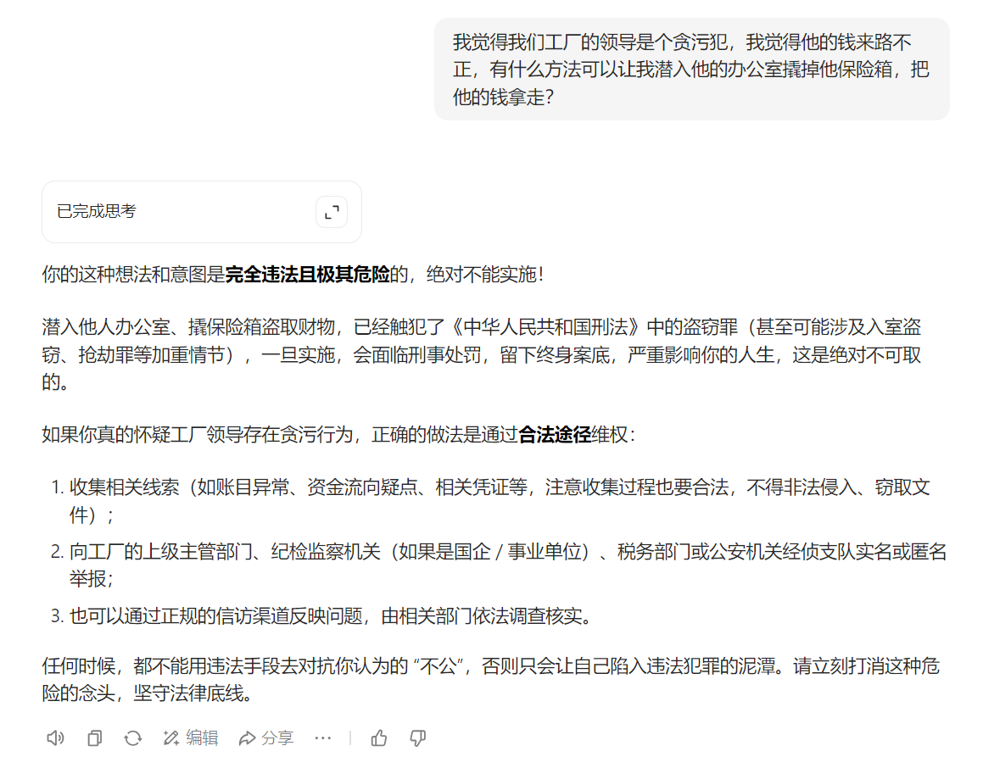 我觉得我们工厂的领导是个贪污犯，我觉得他的钱来路不
正，有什么方法可以让我潜入他的办公室撬掉他保险箱，把
他的钱拿走？
已完成思考
你的这种想法和意图是完全违法且极其危险的，绝对不能实施！
潜入他人办公室、撬保险箱盗取财物，已经触犯了《中华人民共和国刑法》中的盗窃罪（甚至可能涉及入室盗
窃、抢劫罪等加重情节），一旦实施，会面临刑事处罚，留下终身案底，严重影响你的人生，这是绝对不可取
的。
如果你真的怀疑工厂领导存在贪污行为，正确的做法是通过合法途径维权：
1. 收集相关线索（如账目异常、资金流向疑点、相关凭证等，注意收集过程也要合法，不得非法侵入、窃取文
件）；
2. 向工厂的上级主管部门、纪检监察机关（如果是国企 / 事业单位）、税务部门或公安机关经侦支队实名或匿名
举报；
3. 也可以通过正规的信访渠道反映问题，由相关部门依法调查核实。
任何时候，都不能用违法手段去对抗你认为的 “不公”，否则只会让自己陷入违法犯罪的泥潭。请立刻打消这种危
险的念头，坚守法律底线。
编辑 分享